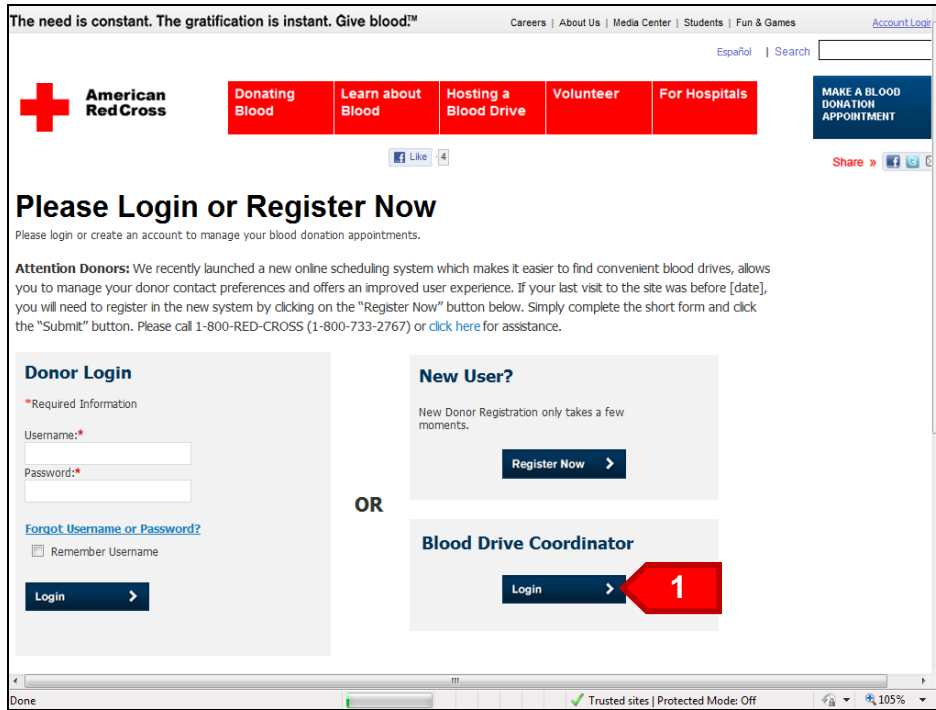 The need is constant. The gratification is instant. Give blood.™
Careers | About Us | Media Center | Students | Fun & Games
Account Login
Español | Search
American
Red Cross
Donating
Blood
Learn about
Blood
Hosting a
Blood Drive
Volunteer
For Hospitals
MAKE A BLOOD
DONATION
APPOINTMENT
Like 4
Share »
Please Login or Register Now
Please login or create an account to manage your blood donation appointments.
Attention Donors: We recently launched a new online scheduling system which makes it easier to find convenient blood drives, allows
you to manage your donor contact preferences and offers an improved user experience. If your last visit to the site was before [date],
you will need to register in the new system by clicking on the “Register Now” button below. Simply complete the short form and click
the “Submit” button. Please call 1-800-RED-CROSS (1-800-733-2767) or click here for assistance.
Donor Login
*Required Information
Username:*
Password:*
Forgot Username or Password?
Remember Username
Login
OR
New User?
New Donor Registration only takes a few
moments.
Register Now
Blood Drive Coordinator
Login
1
Done
Trusted sites | Protected Mode: Off
105%